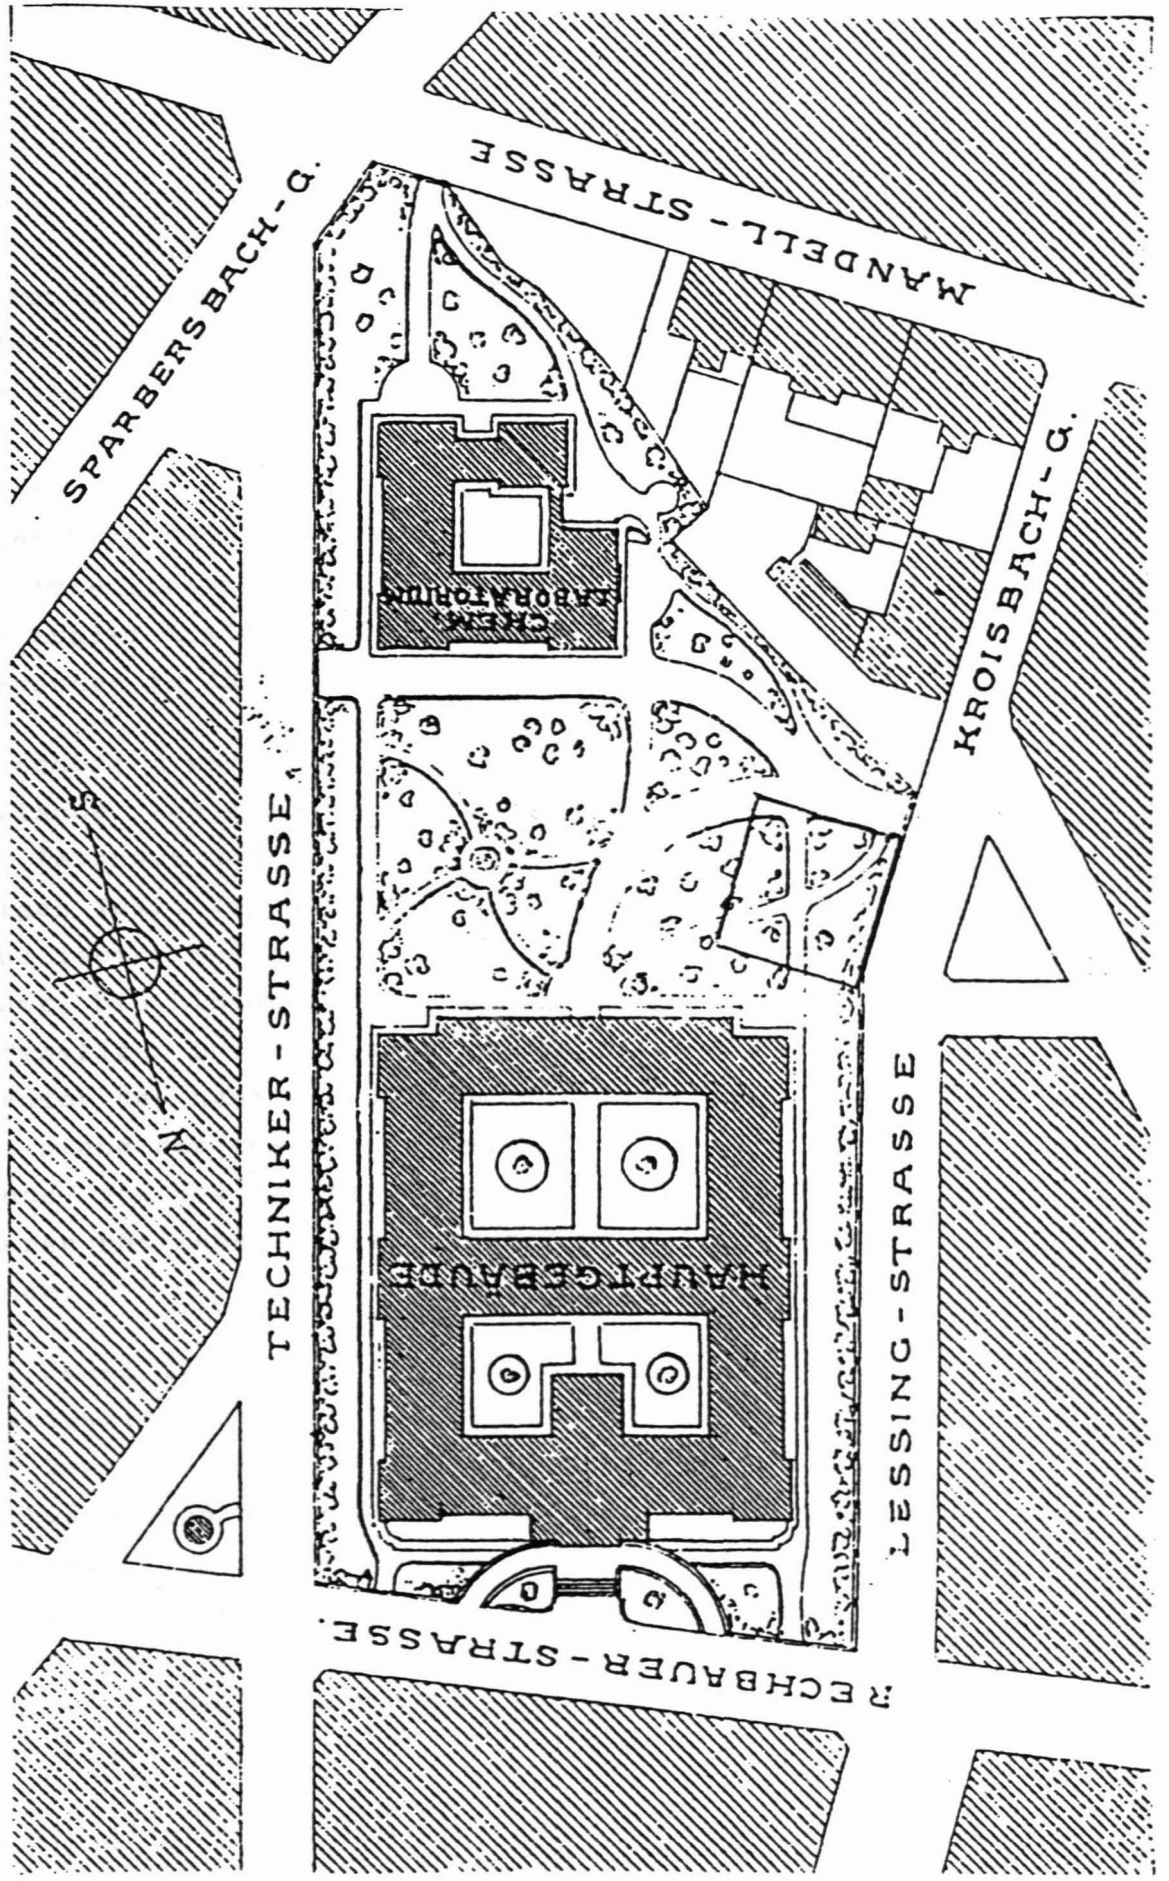 MANDELL-STRASSE
SPARBERSBACH-G.
KROISBACH-G.
CHEM.
LABORATORIUM
S
N
TECHNIKER-STRASSE
HAUPTGEBÄUDE
LESSING-STRASSE
RECHBAUER-STRASSE.